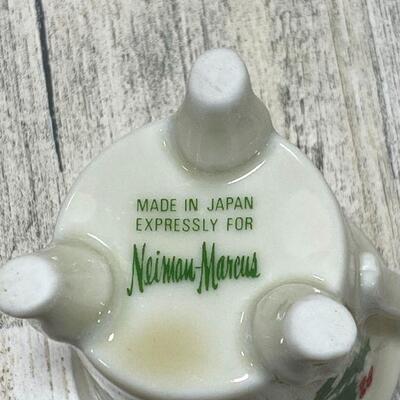 MADE IN JAPAN
EXPRESSLY FOR
Neiman-Marcus